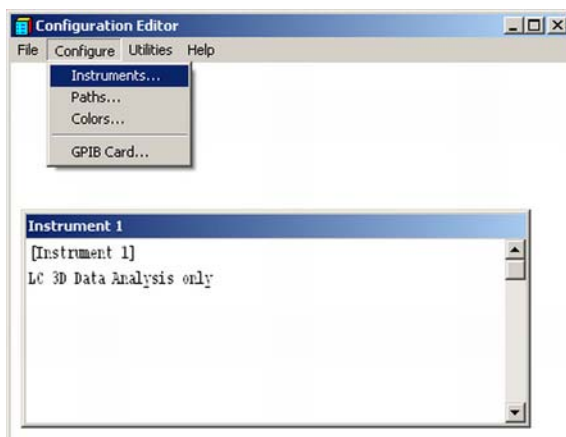 Configuration Editor
File Configure Utilities Help
Instruments...
Paths...
Colors...
GPIB Card...
Instrument 1
[Instrument 1]
LC 3D Data Analysis only